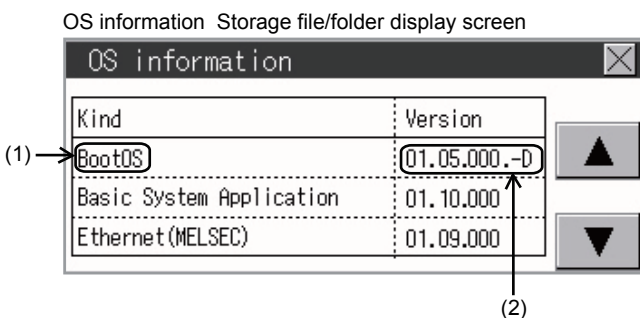 OS information Storage file/folder display screen
OS information
Kind Version
(1) BootOS 01.05.000.-D
Basic System Application 01.10.000
Ethernet(MELSEC) 01.09.000
(2)